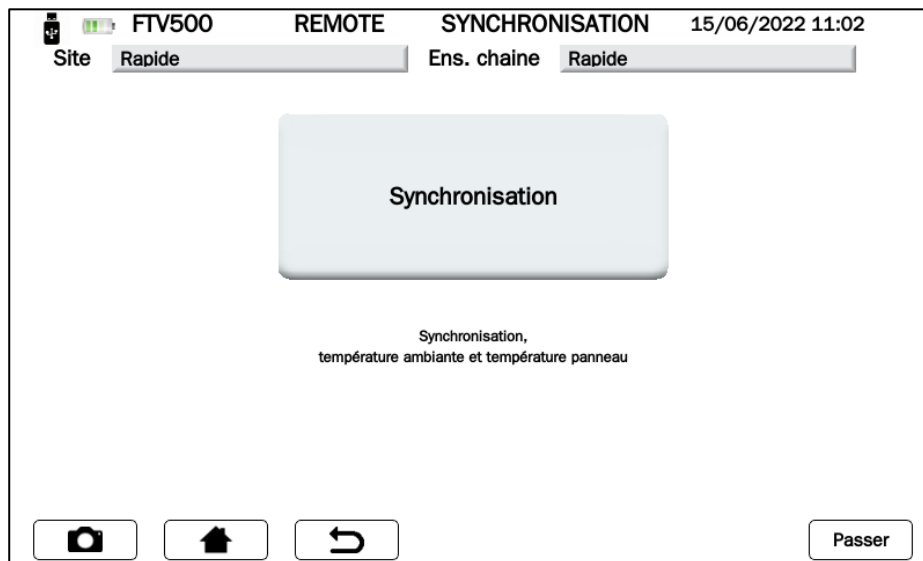 FTV500 REMOTE SYNCHRONISATION 15/06/2022 11:02
Site Rapide Ens. chaine Rapide
Synchronisation
Synchronisation,
température ambiante et température panneau
Passer